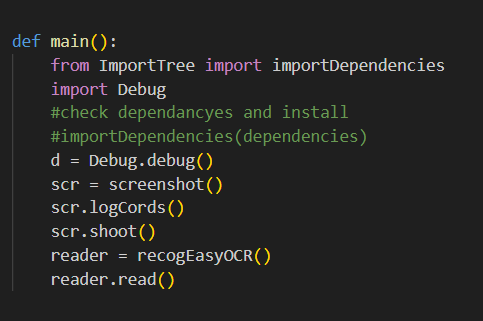 def main():
from ImportTree import importDependencies
import Debug
#check dependancyes and install
#importDependencies(dependencies)
d = Debug.debug()
scr = screenshot()
scr.logCords()
scr.shoot()
reader = recogEasyOCR()
reader.read()